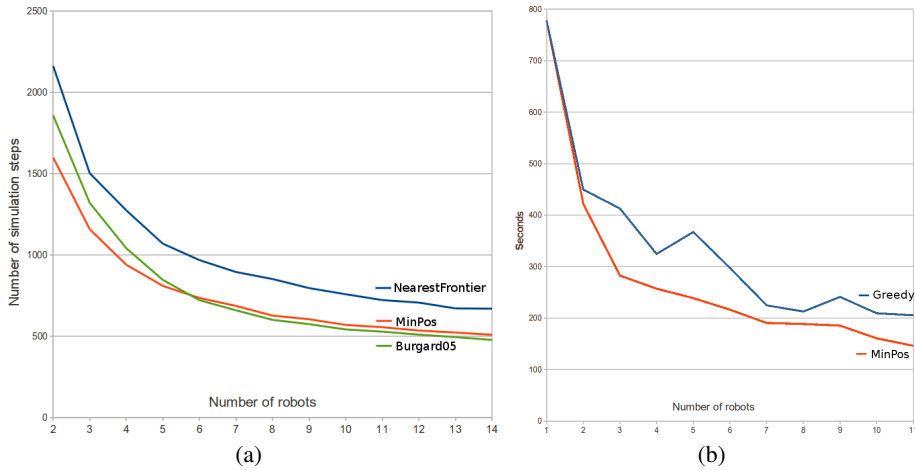 2500
2000
1500
1000
500
0
Number of simulation steps
NearestFrontier
MinPos
Burgard05
Number of robots
2 3 4 5 6 7 8 9 10 11 12 13 14
(a)
800
700
600
500
400
300
200
100
0
Seconds
Greedy
MinPos
Number of robots
1 2 3 4 5 6 7 8 9 10 11
(b)